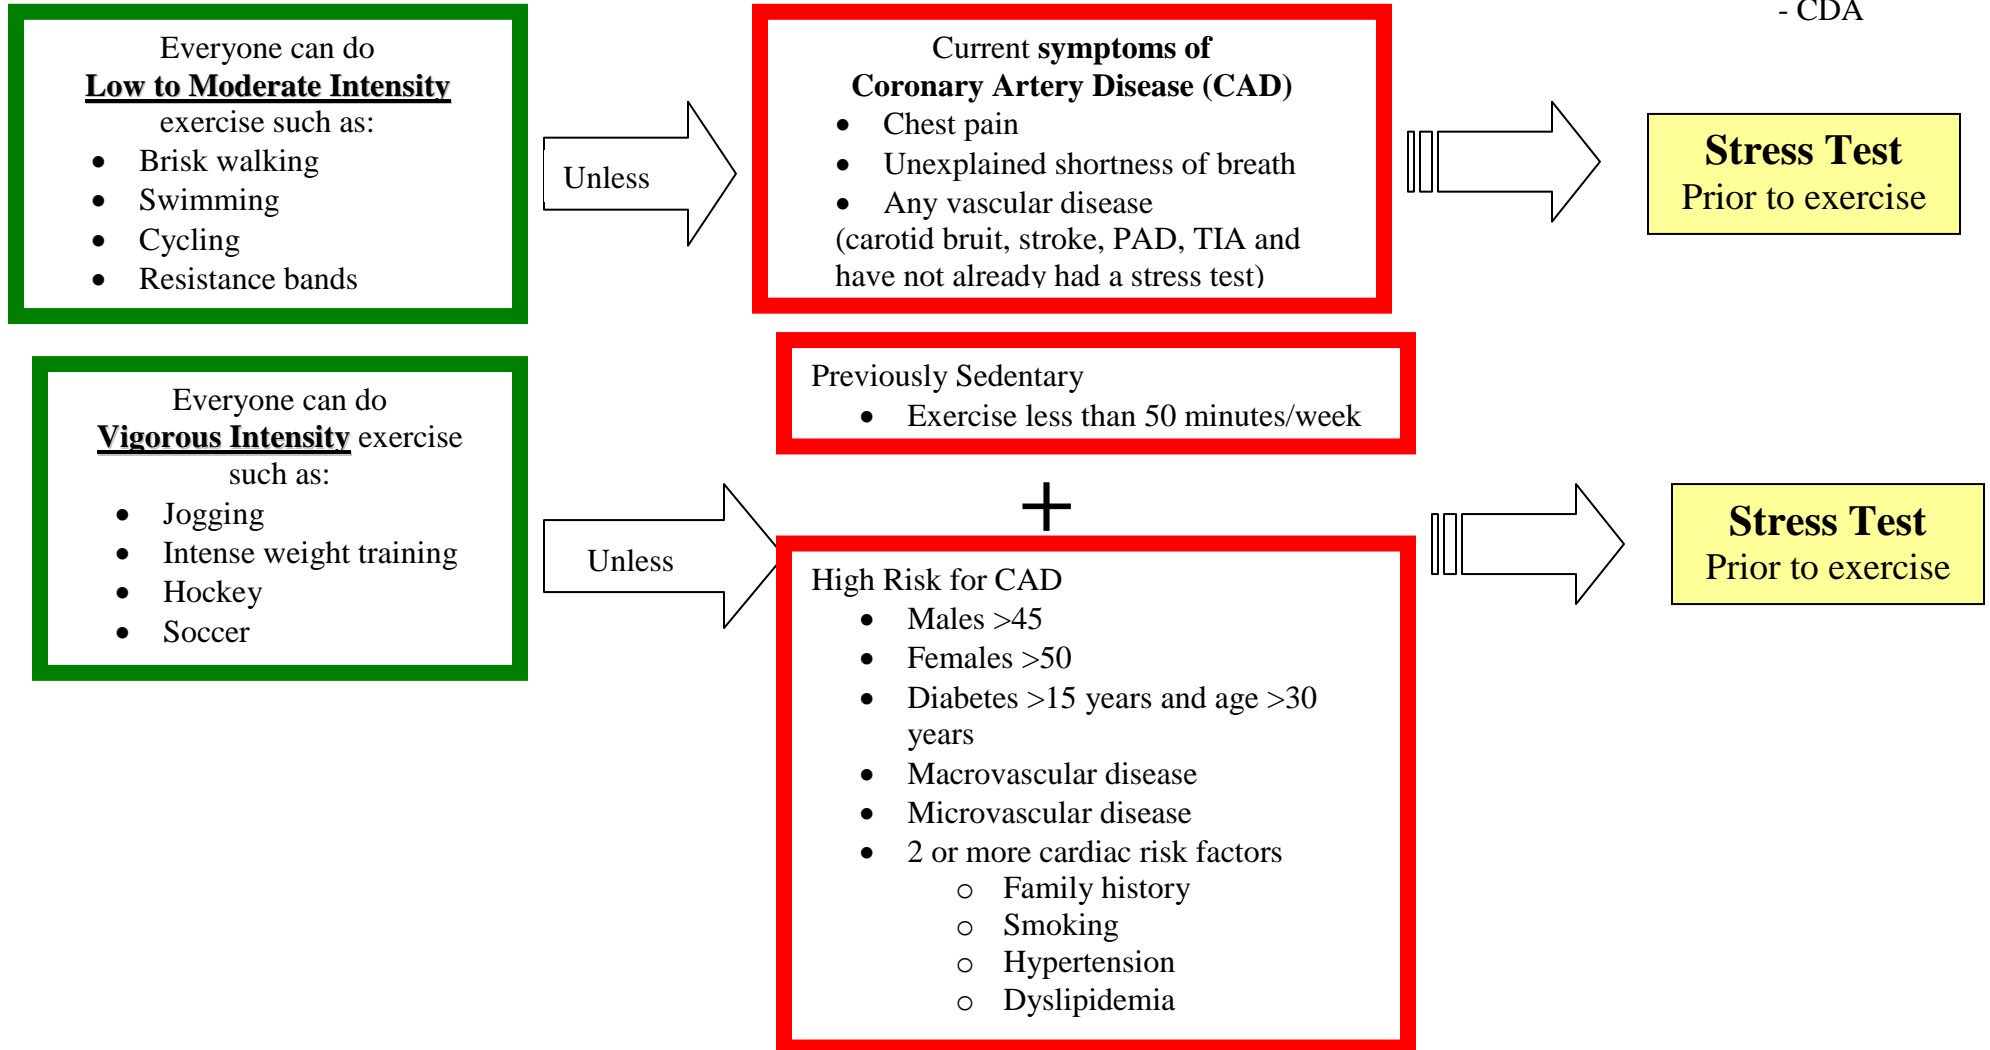 - CDA
Everyone can do
Low to Moderate Intensity
exercise such as:
• Brisk walking
• Swimming
• Cycling
• Resistance bands
Unless
Current symptoms of
Coronary Artery Disease (CAD)
• Chest pain
• Unexplained shortness of breath
• Any vascular disease
(carotid bruit, stroke, PAD, TIA and
have not already had a stress test)
Stress Test
Prior to exercise
Everyone can do
Vigorous Intensity exercise
such as:
• Jogging
• Intense weight training
• Hockey
• Soccer
Unless
Previously Sedentary
• Exercise less than 50 minutes/week
+
High Risk for CAD
• Males >45
• Females >50
• Diabetes >15 years and age >30
years
• Macrovascular disease
• Microvascular disease
• 2 or more cardiac risk factors
o Family history
o Smoking
o Hypertension
o Dyslipidemia
Stress Test
Prior to exercise